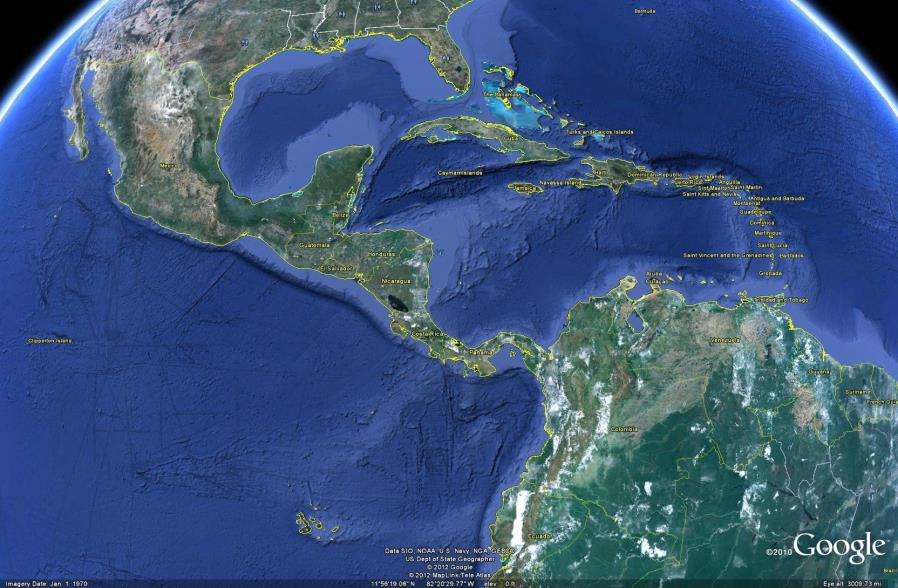 Bermuda
The Bahamas
Turks and Caicos Islands
Cuba
Mexico
Cayman Islands
Haiti
Dominican Republic
Navassa Island
Jamaica
Puerto Rico
Virgin Islands
Anguilla
Sint Maarten
Saint Martin
Saint Kitts and Nevis
Antigua and Barbuda
Montserrat
Guadeloupe
Belize
Dominica
Martinique
Guatemala
Honduras
Saint Lucia
Saint Vincent and the Grenadines
Barbados
El Salvador
Nicaragua
Aruba
Curaçao
Grenada
Trinidad and Tobago
Clipperton Island
Costa Rica
Panama
Venezuela
Guyana
Suriname
Colombia
Ecuador
Data SIO, NOAA, U.S. Navy, NGA, GEBCO
US Dept of State Geographer
© 2012 Google
© 2012 MapLink/Tele Atlas
©2010 Google
Imagery Date: Jan 1, 1970
11°56'19.06" N 82°20'29.77" W elev 0 ft
Eye alt 3009.73 mi